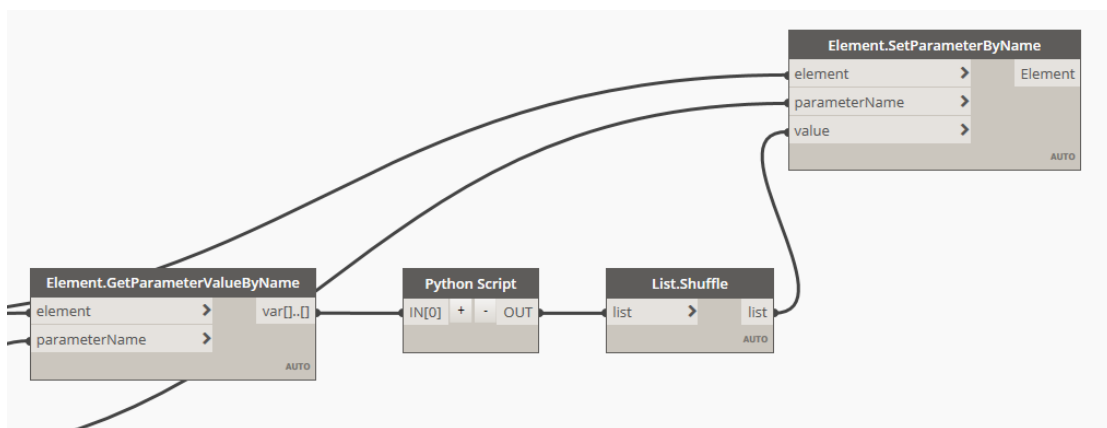 Element.SetParameterByName
element > Element
parameterName >
value >
AUTO
Element.GetParameterValueByName
element > var[]..[]
parameterName >
AUTO
Python Script
IN[0] + - OUT
List.Shuffle
list > list
AUTO